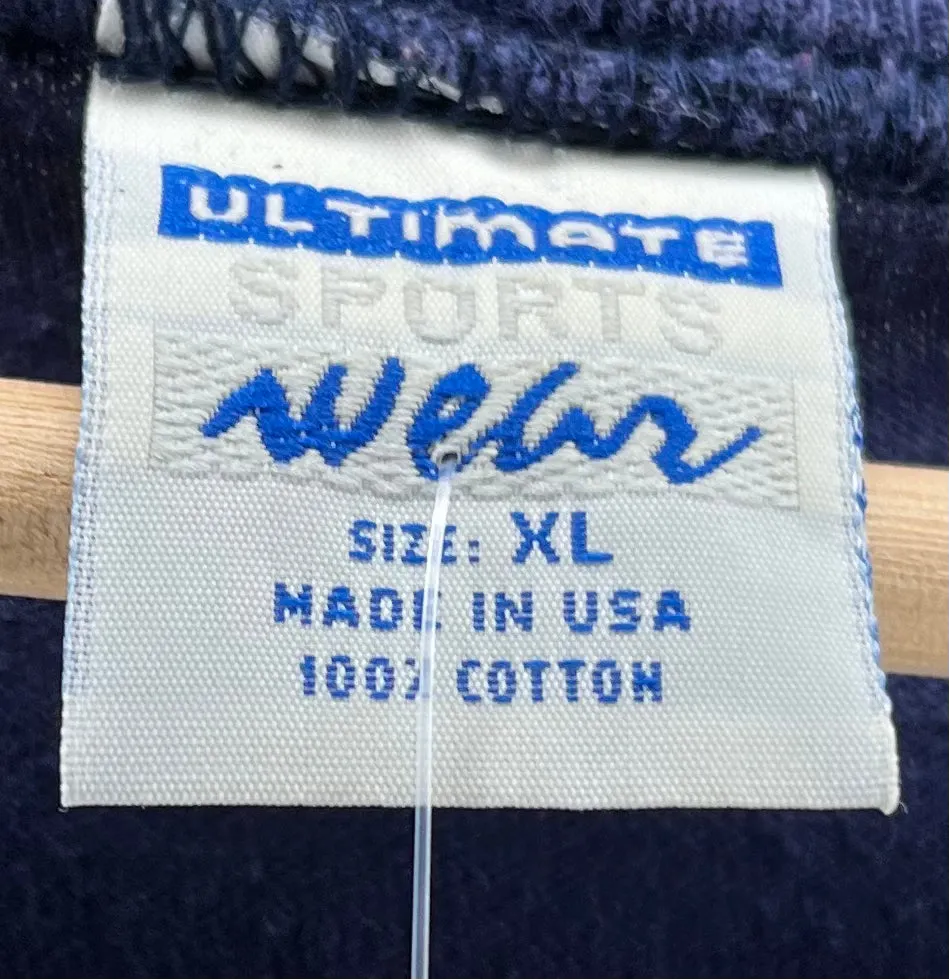 ULTIMATE
SPORTS
wear
SIZE: XL
MADE IN USA
100% COTTON